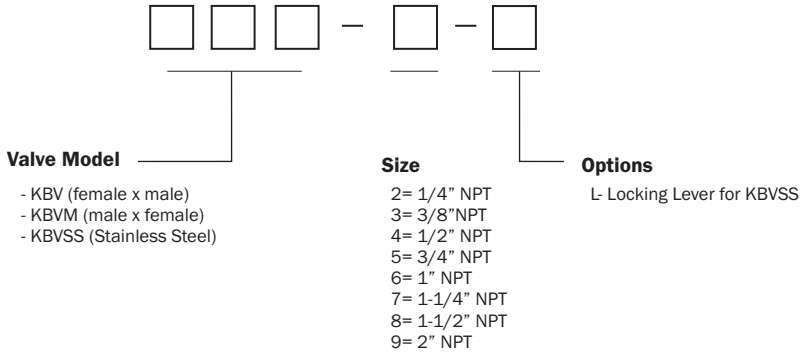 Valve Model
- KBV (female x male)
- KBVM (male x female)
- KBVSS (Stainless Steel)
Size
2= 1/4” NPT
3= 3/8”NPT
4= 1/2” NPT
5= 3/4” NPT
6= 1” NPT
7= 1-1/4” NPT
8= 1-1/2” NPT
9= 2” NPT
Options
L- Locking Lever for KBVSS